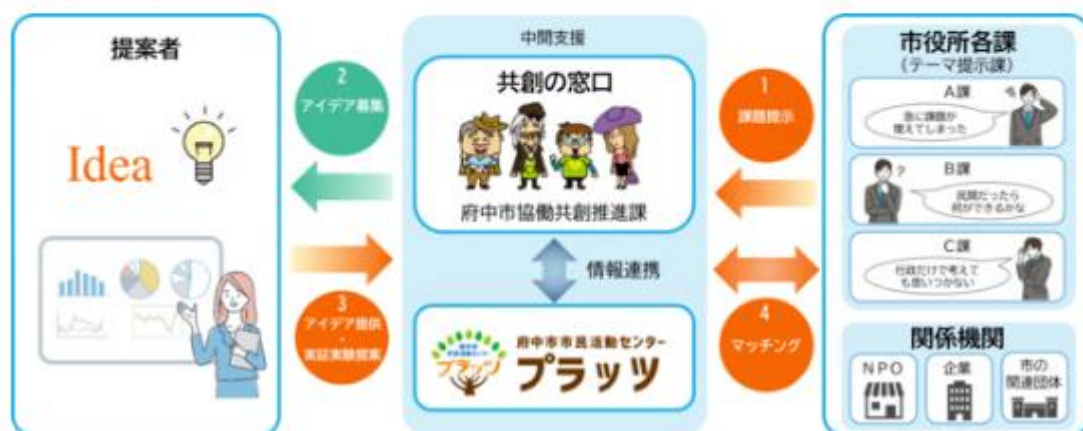 提案者
Idea
2
アイデア募集
3
アイデア提供
・
実証実験提案
中間支援
共創の窓口
府中市協働共創推進課
情報連携
府中市市民活動センター
プラッツ
プラッツ
1
課題提示
4
マッチング
市役所各課
(テーマ提示課)
A課
急に課題が
増えてしまった
B課
?
民間だったら
何ができるかな
C課
行政だけで考えて
も思いつかない
関係機関
NPO
企業
市の
関連団体